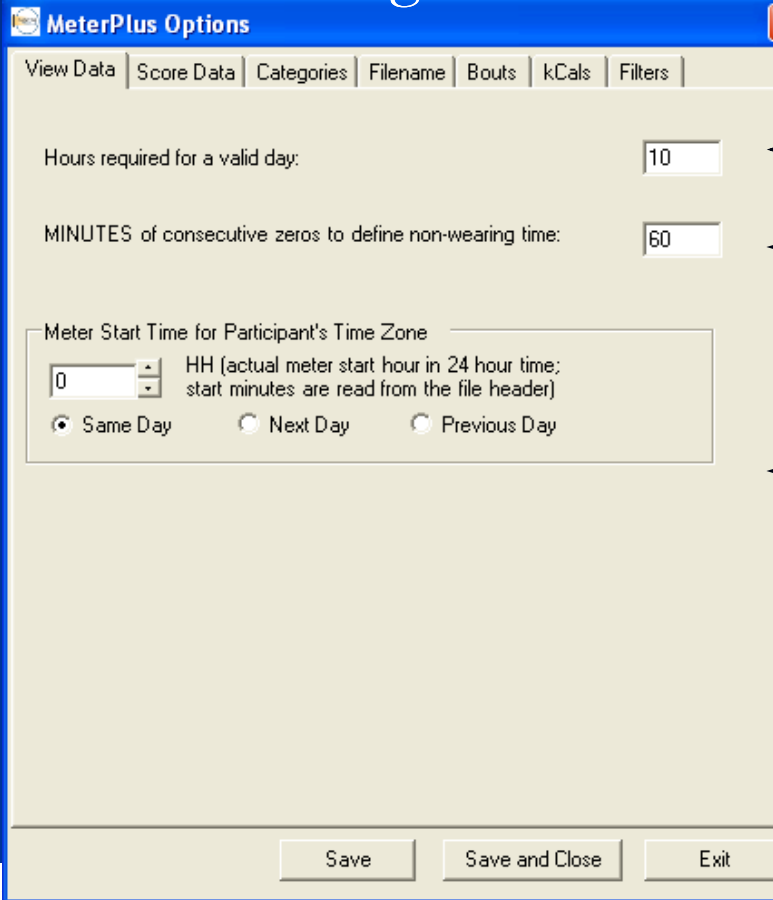 MeterPlus Options
View Data Score Data Categories Filename Bouts kCals Filters
Hours required for a valid day: 10
MINUTES of consecutive zeros to define non-wearing time: 60
Meter Start Time for Participant's Time Zone
0 HH (actual meter start hour in 24 hour time;
start minutes are read from the file header)
Same Day Next Day Previous Day
Save Save and Close Exit